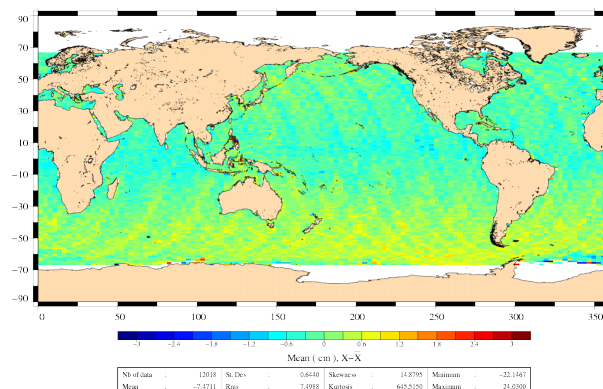 90
70
50
30
10
−10
−30
−50
−70
−90
0 50 100 150 200 250 300 350
−3 −2.4 −1.8 −1.2 −0.6 0 0.6 1.2 1.8 2.4 3
Mean ( cm ), X−X̅
Nb of data : 12018 St. Dev : 0.6440 Skewness : 14.8795 Minimum : −22.1467
Mean : −7.4711 Rms : 7.4988 Kurtosis : 645.5150 Maximum : 24.0300